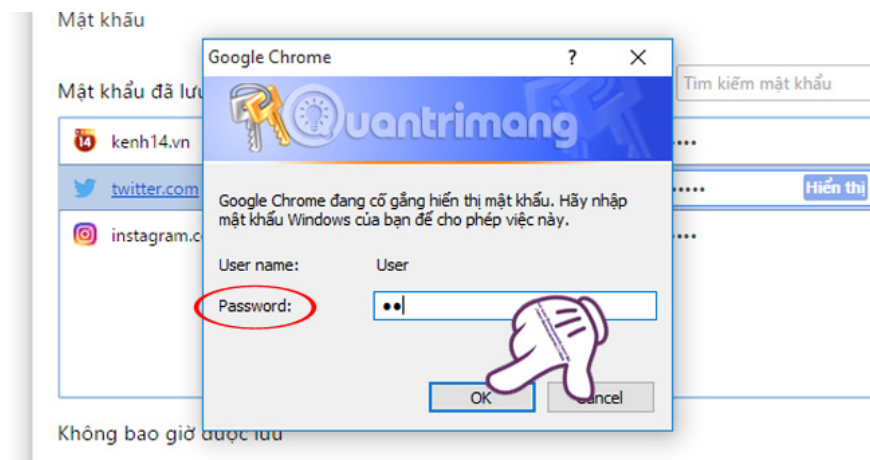 Mật khẩu
Google Chrome
?
Mật khẩu đã lưu
Tìm kiếm mật khẩu
Quantrimang
14
kenh14.vn
••••
twitter.com
•••••
Hiển thị
Google Chrome đang cố gắng hiển thị mật khẩu. Hãy nhập
mật khẩu Windows của bạn để cho phép việc này.
instagram.c
••••
User name: User
Password: ••
OK
Cancel
Không bao giờ được lưu